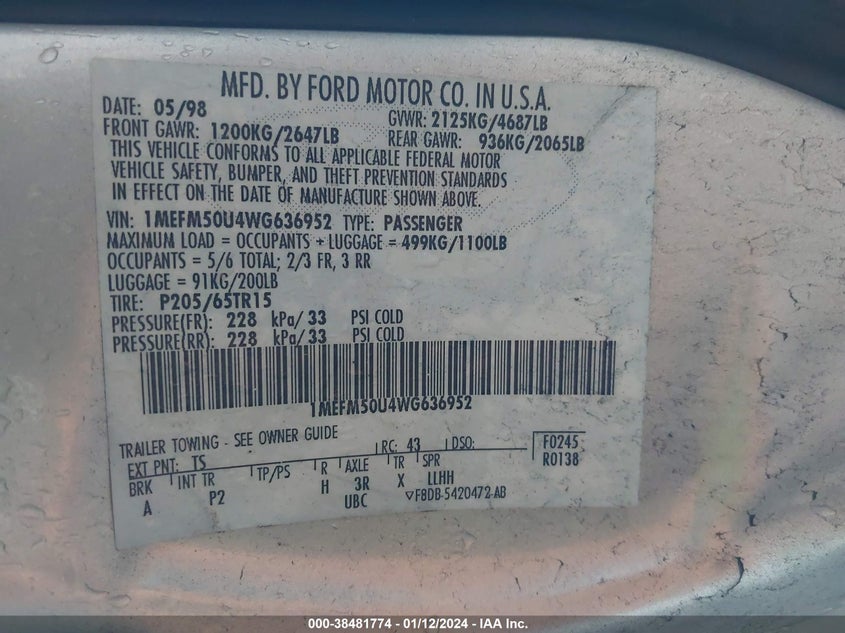 MFD. BY FORD MOTOR CO. IN U.S.A.
DATE: 05/98 GVWR: 2125KG/4687LB
FRONT GAWR: 1200KG/2647LB REAR GAWR: 936KG/2065LB
THIS VEHICLE CONFORMS TO ALL APPLICABLE FEDERAL MOTOR
VEHICLE SAFETY, BUMPER, AND THEFT PREVENTION STANDARDS
IN EFFECT ON THE DATE OF MANUFACTURE SHOWN ABOVE.
VIN: 1MEFM50U4WG636952 TYPE: PASSENGER
MAXIMUM LOAD = OCCUPANTS + LUGGAGE = 499KG/1100LB
OCCUPANTS = 5/6 TOTAL; 2/3 FR, 3 RR
LUGGAGE = 91KG/200LB
TIRE: P205/65TR15
PRESSURE(FR): 228 kPa/33 PSI COLD
PRESSURE(RR): 228 kPa/33 PSI COLD
1MEFM50U4WG636952
TRAILER TOWING - SEE OWNER GUIDE
EXT PNT: TS RC: 43 DSO: F0245
BRK INT TR TP/PS R AXLE TR SPR R0138
A P2 H 3R X LLHH
UBC ▽F8DB-5420472-AB
000-38481774 - 01/12/2024 - IAA Inc.